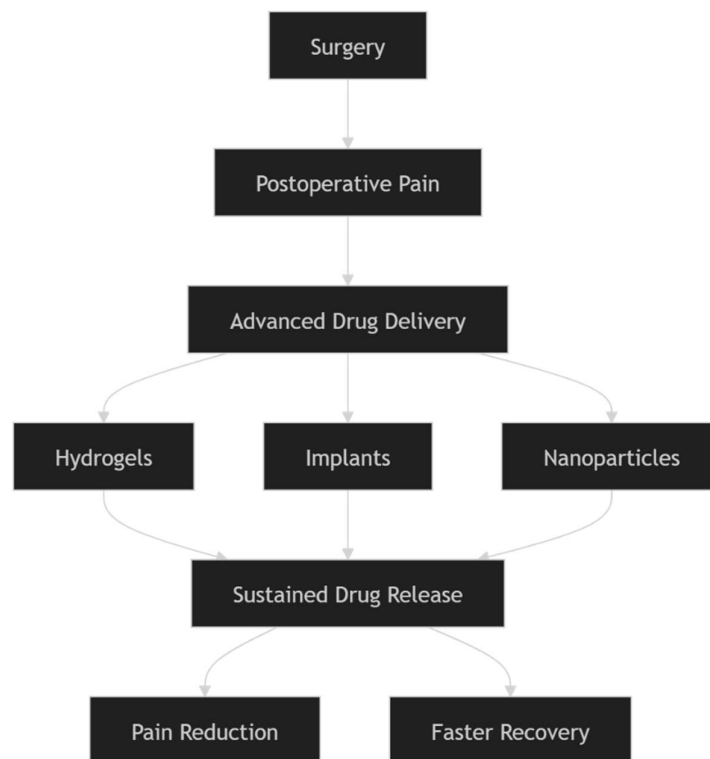 Surgery
Postoperative Pain
Advanced Drug Delivery
Hydrogels
Implants
Nanoparticles
Sustained Drug Release
Pain Reduction
Faster Recovery